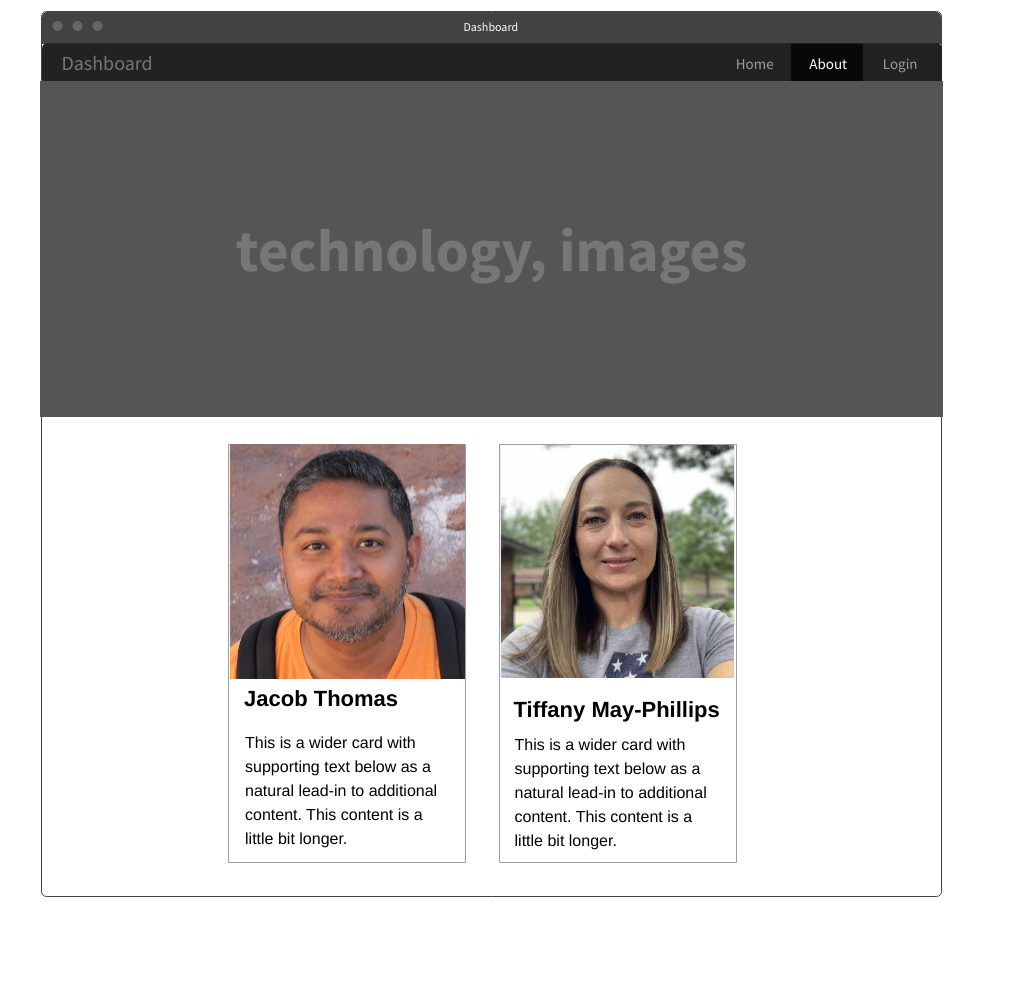 Dashboard
Dashboard Home About Login
technology, images
Jacob Thomas
This is a wider card with
supporting text below as a
natural lead-in to additional
content. This content is a
little bit longer.
Tiffany May-Phillips
This is a wider card with
supporting text below as a
natural lead-in to additional
content. This content is a
little bit longer.